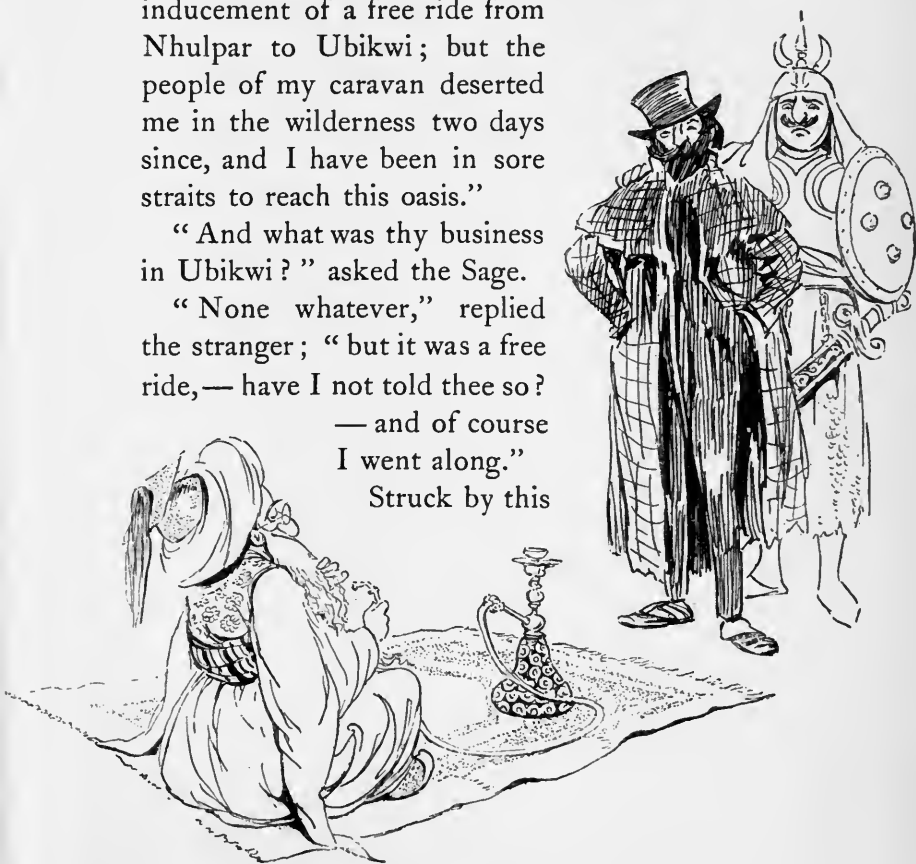 inducement of a free ride from
Nhulpar to Ubikwi; but the
people of my caravan deserted
me in the wilderness two days
since, and I have been in sore
straits to reach this oasis.”
“And what was thy business
in Ubikwi?” asked the Sage.
“None whatever,” replied
the stranger; “but it was a free
ride,— have I not told thee so?
— and of course
I went along.”
Struck by this